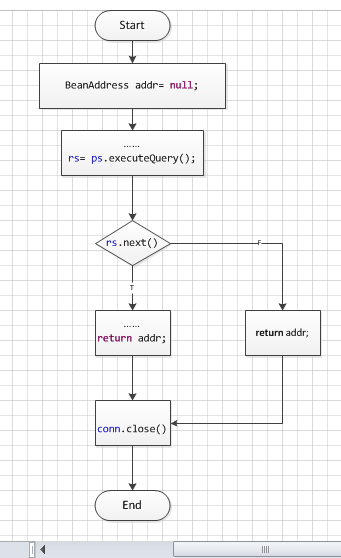 Start
BeanAddress addr= null;
......
rs= ps.executeQuery();
rs.next()
F
T
......
return addr;
return addr;
conn.close()
End